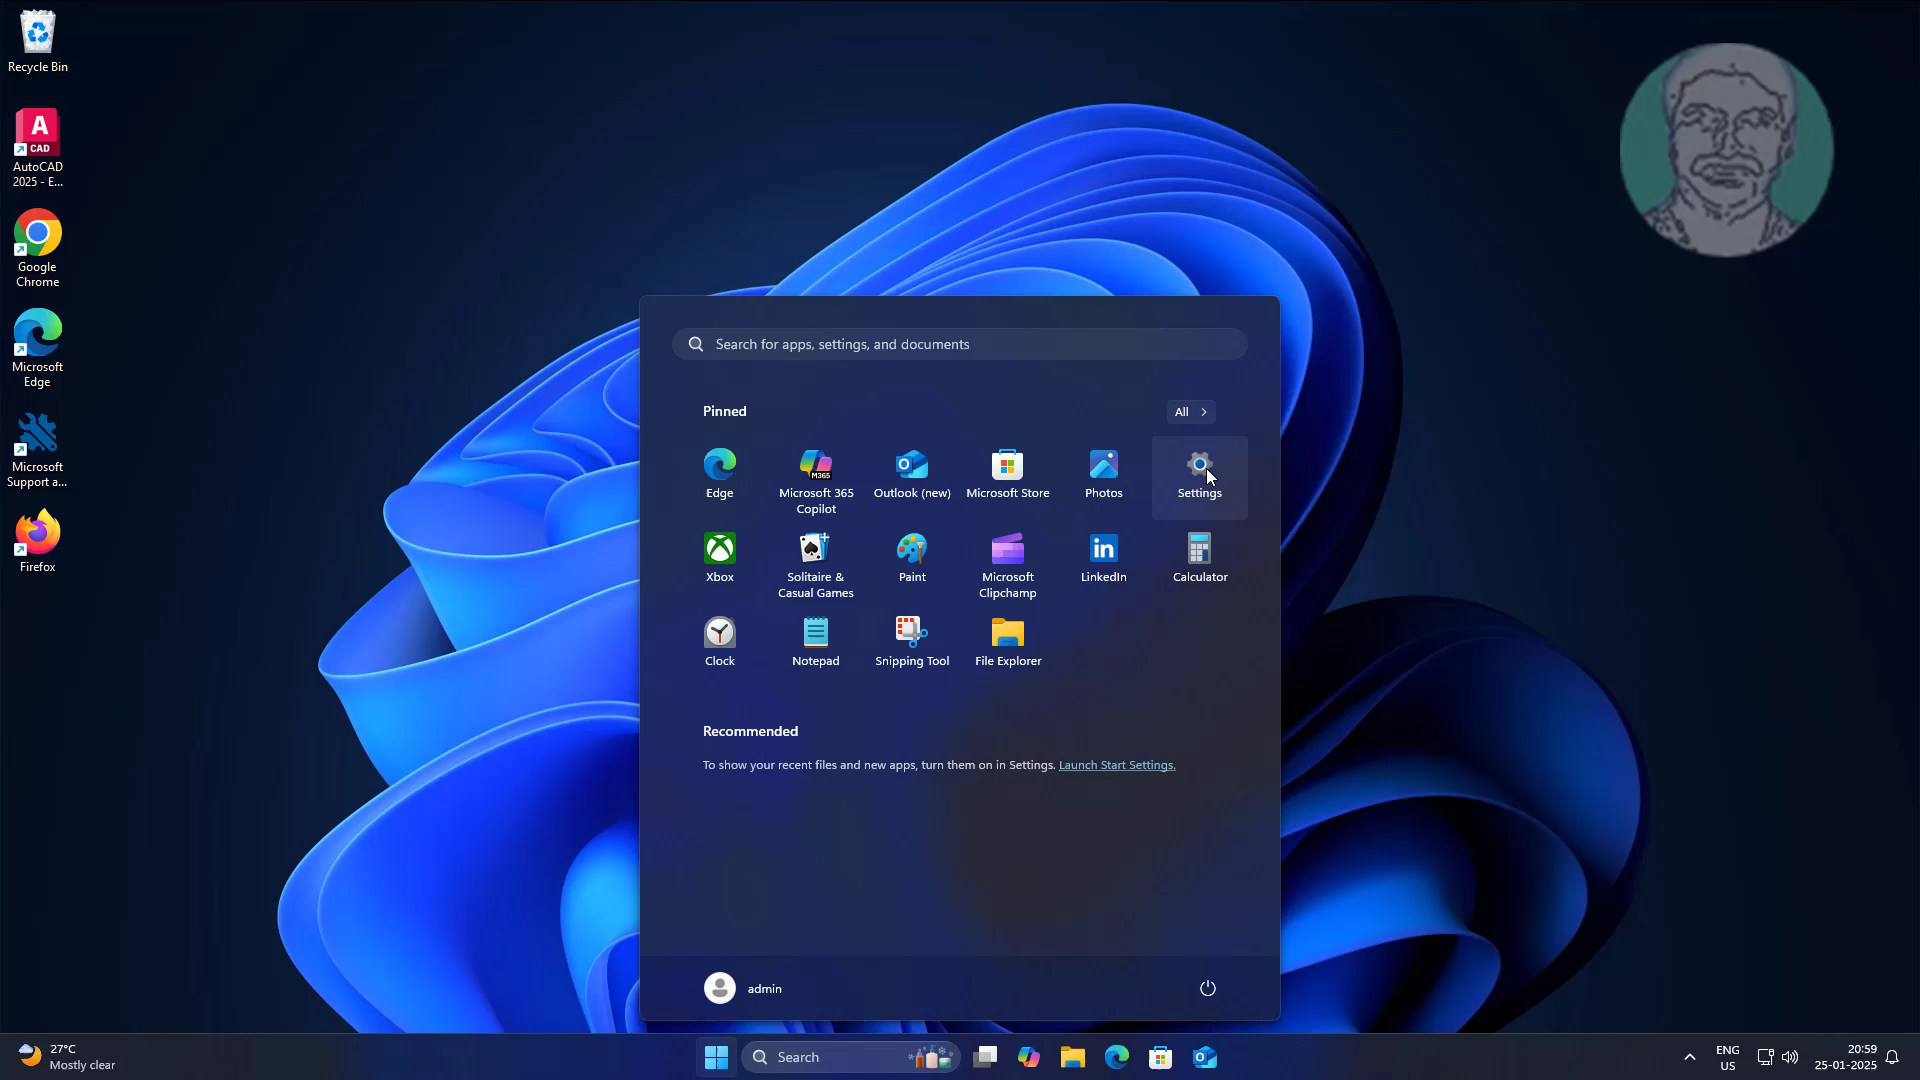 Recycle Bin
A
CAD
AutoCAD
2025 - E...
Google
Chrome
Microsoft
Edge
Microsoft
Support a...
Firefox
Search for apps, settings, and documents
Pinned
All
M365
Edge
Microsoft 365
Copilot
Outlook (new)
Microsoft Store
Photos
Settings
in
Xbox
Solitaire &
Casual Games
Paint
Microsoft
Clipchamp
LinkedIn
Calculator
Clock
Notepad
Snipping Tool
File Explorer
Recommended
To show your recent files and new apps, turn them on in Settings. Launch Start Settings.
admin
27°C
Mostly clear
Search
ENG
US
20:59
25-01-2025